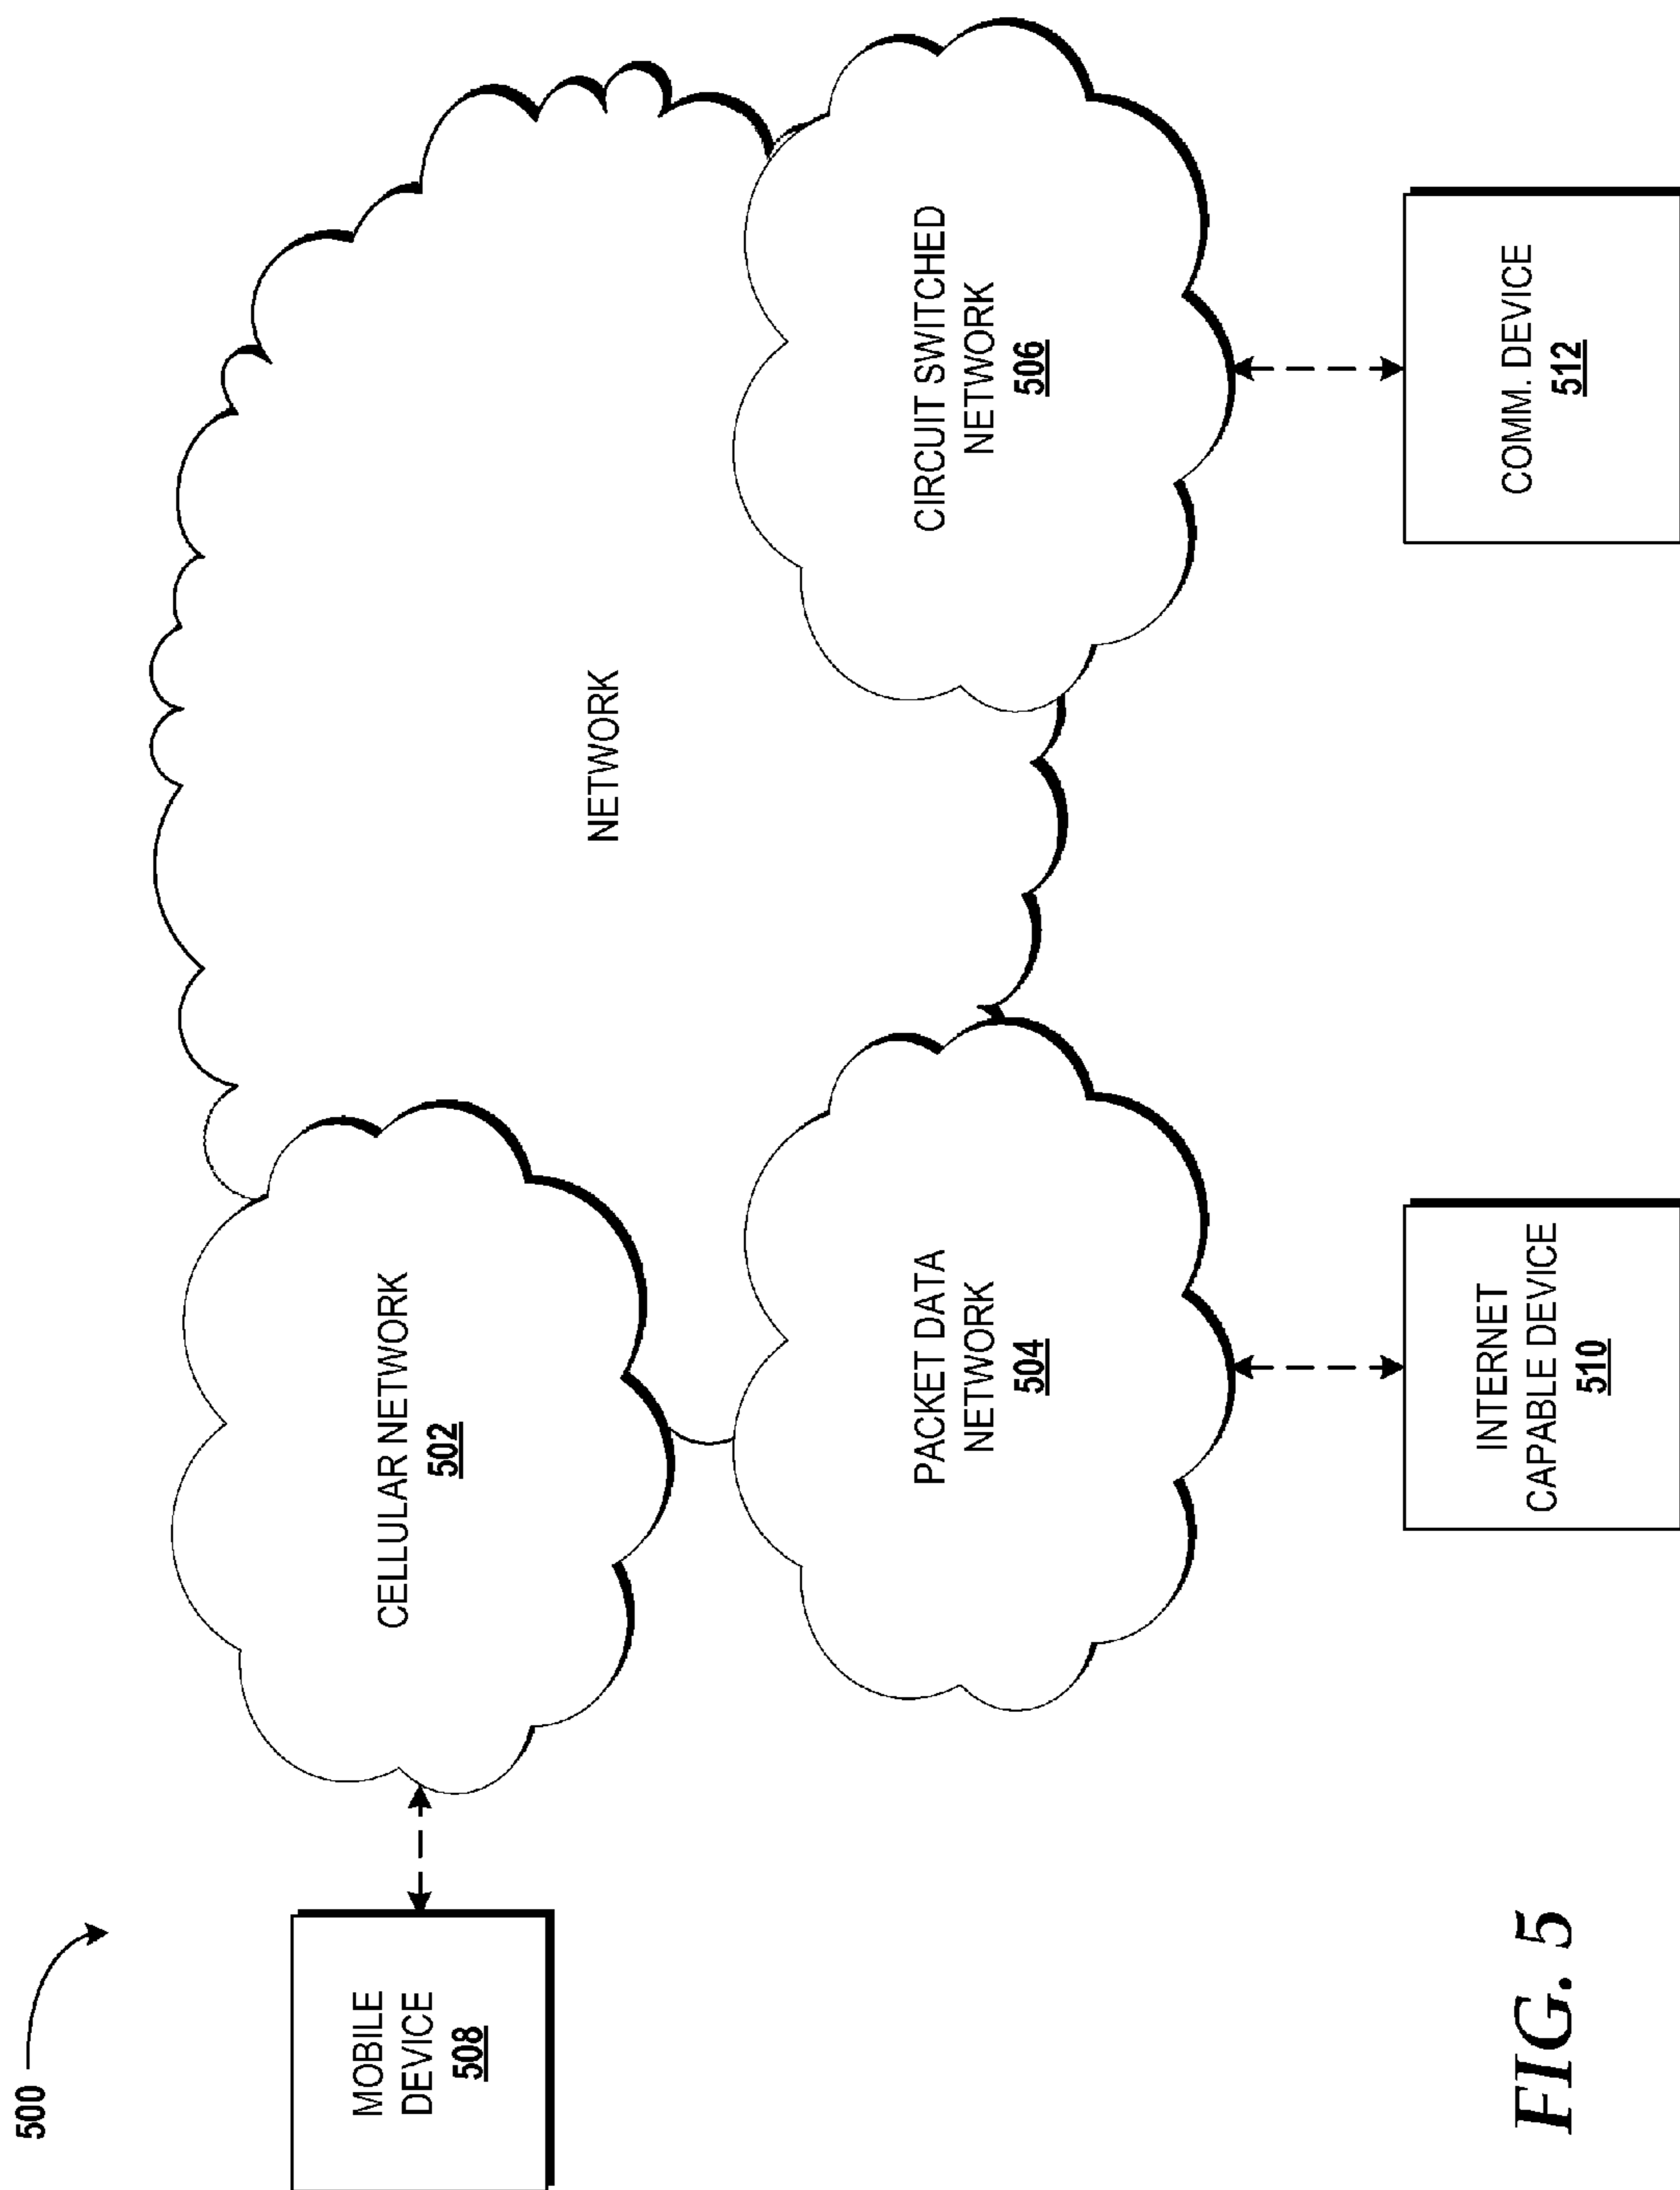 500
MOBILE
DEVICE
508
CELLULAR NETWORK
502
NETWORK
PACKET DATA
NETWORK
504
CIRCUIT SWITCHED
NETWORK
506
INTERNET
CAPABLE DEVICE
510
COMM. DEVICE
512
FIG. 5